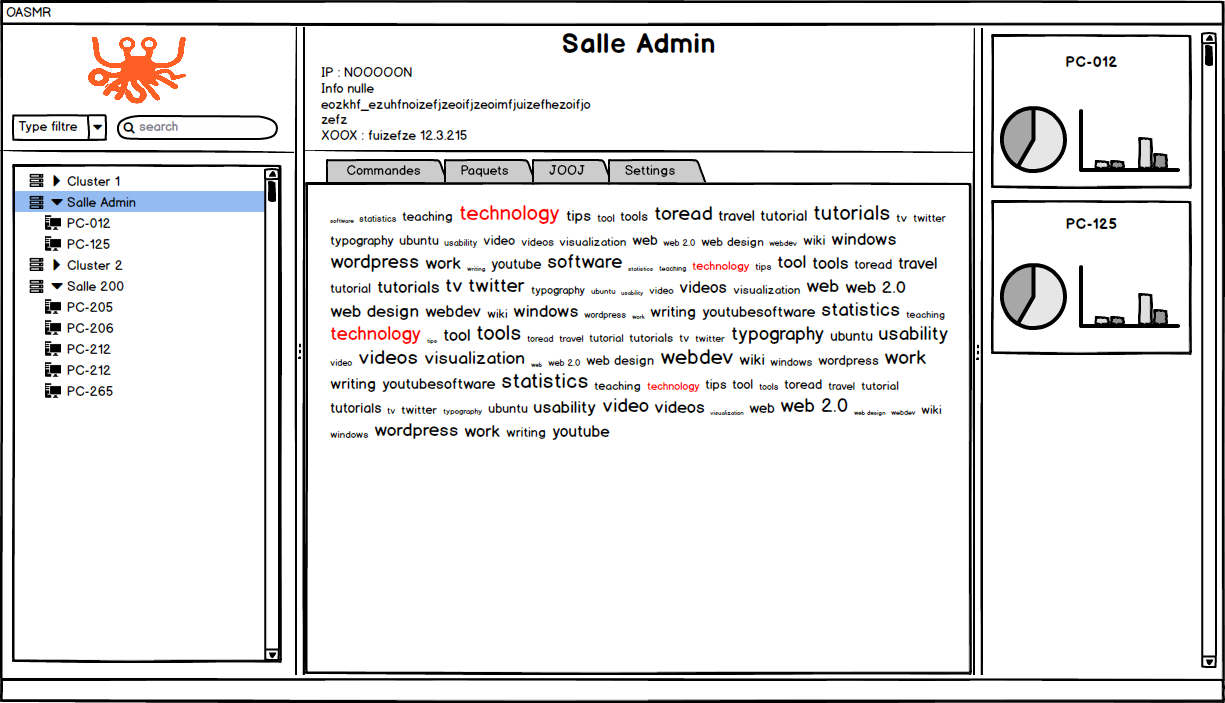 OASMR
Type filtre
search
Cluster 1
Salle Admin
PC-012
PC-125
Cluster 2
Salle 200
PC-205
PC-206
PC-212
PC-212
PC-265
Salle Admin
IP : NOOOOON
Info nulle
eozkhf_ezuhfnoizefjzeoifjzeoimfjuizefhezoifjo
zefz
XOOX : fuizefze 12.3.215
Commandes Paquets JOOJ Settings
software statistics teaching technology tips tool tools toread travel tutorial tutorials tv twitter
typography ubuntu usability video videos visualization web web 2.0 web design webdev wiki windows
wordpress work writing youtube software statistics teaching technology tips tool tools toread travel
tutorial tutorials tv twitter typography ubuntu usability video videos visualization web web 2.0
web design webdev wiki windows wordpress work writing youtubesoftware statistics teaching
technology tips tool tools toread travel tutorial tutorials tv twitter typography ubuntu usability
video videos visualization web web 2.0 web design webdev wiki windows wordpress work
writing youtubesoftware statistics teaching technology tips tool tools toread travel tutorial
tutorials tv twitter typography ubuntu usability video videos visualization web web 2.0 web design webdev wiki
windows wordpress work writing youtube
PC-012
PC-125